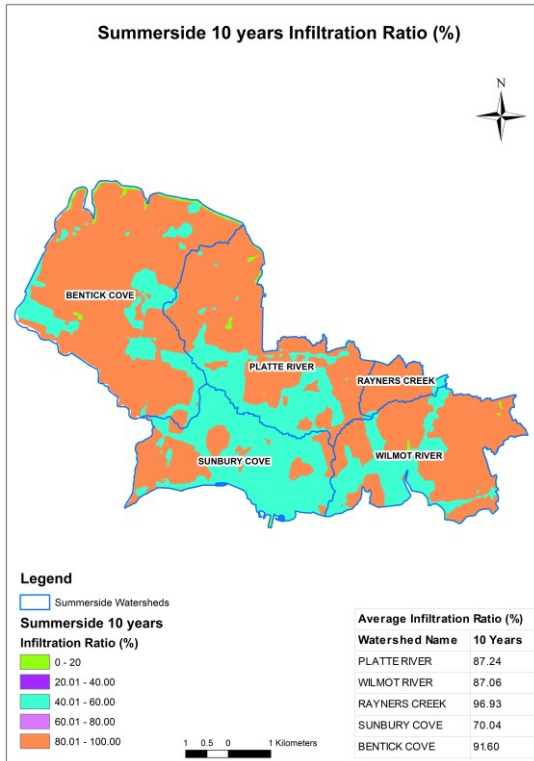 Summerside 10 years Infiltration Ratio (%)
N
BENTICK COVE
PLATTE RIVER
RAYNERS CREEK
SUNBURY COVE
WILMOT RIVER
Legend
Summerside Watersheds
Summerside 10 years
Infiltration Ratio (%)
0 - 20
20.01 - 40.00
40.01 - 60.00
60.01 - 80.00
80.01 - 100.00
1 0.5 0 1 Kilometers
Average Infiltration Ratio (%)
Watershed Name 10 Years
PLATTE RIVER 87.24
WILMOT RIVER 87.06
RAYNERS CREEK 96.93
SUNBURY COVE 70.04
BENTICK COVE 91.60